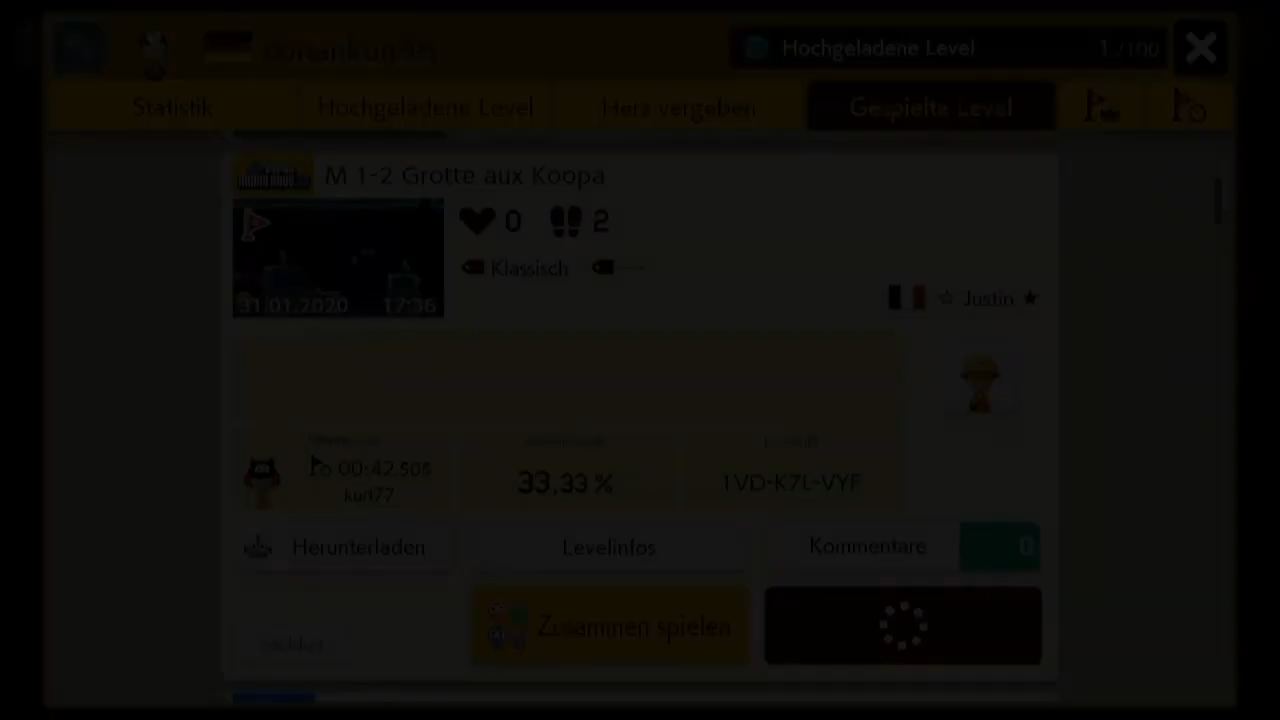 Hochgeladene Level 1/100
Statistik Hochgeladene Level Herz vergeben Gespielte Level
M 1-2 Grotte aux Koopa
0 2
Klassisch ---
31.01.2020 17:36
☆ Justin ★
00:42.505
kurt77
33,33 %
1VD-K7L-VYF
Herunterladen
Levelinfos
Kommentare 0
Zusammen spielen